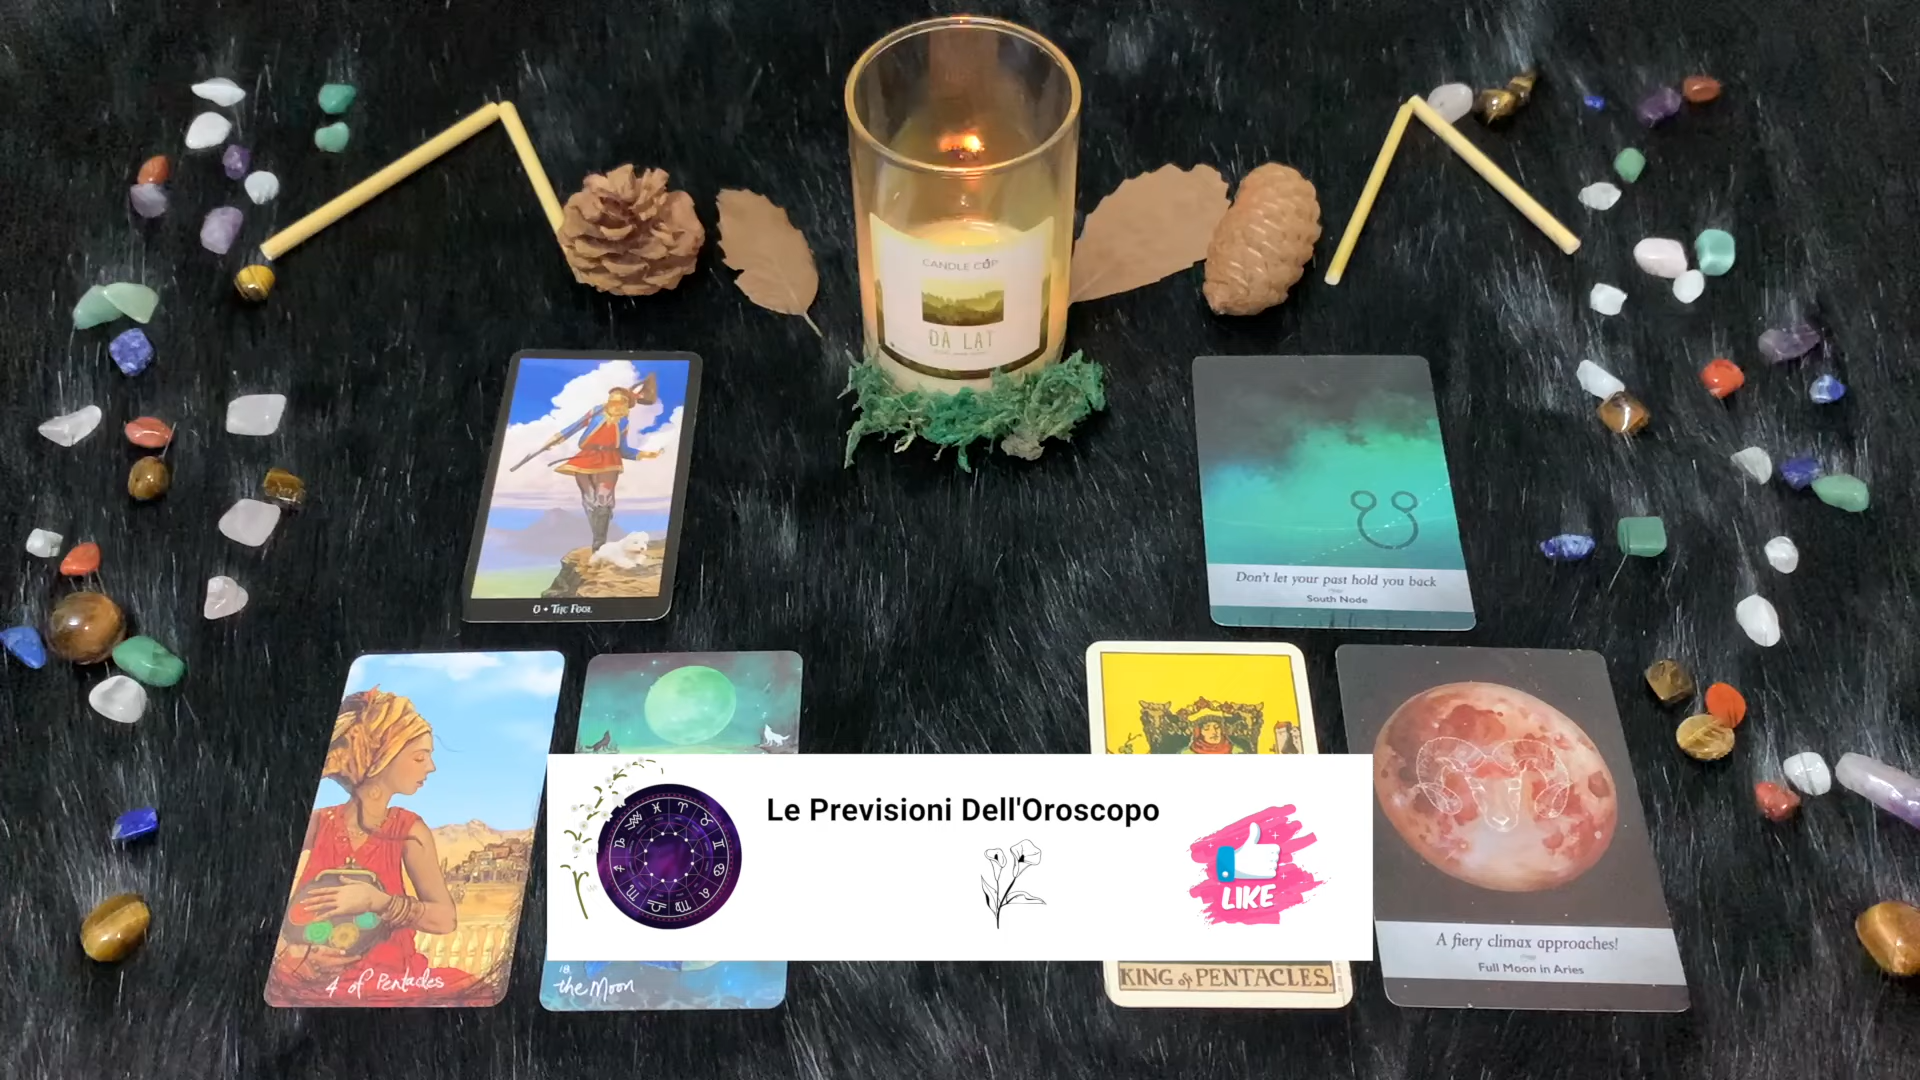 CANDLE CUP
ĐÀ LẠT
0 • THE FOOL
Don't let your past hold you back
South Node
4 of Pentacles
18
the Moon
Le Previsioni Dell'Oroscopo
LIKE
KING of PENTACLES.
A fiery climax approaches!
Full Moon in Aries